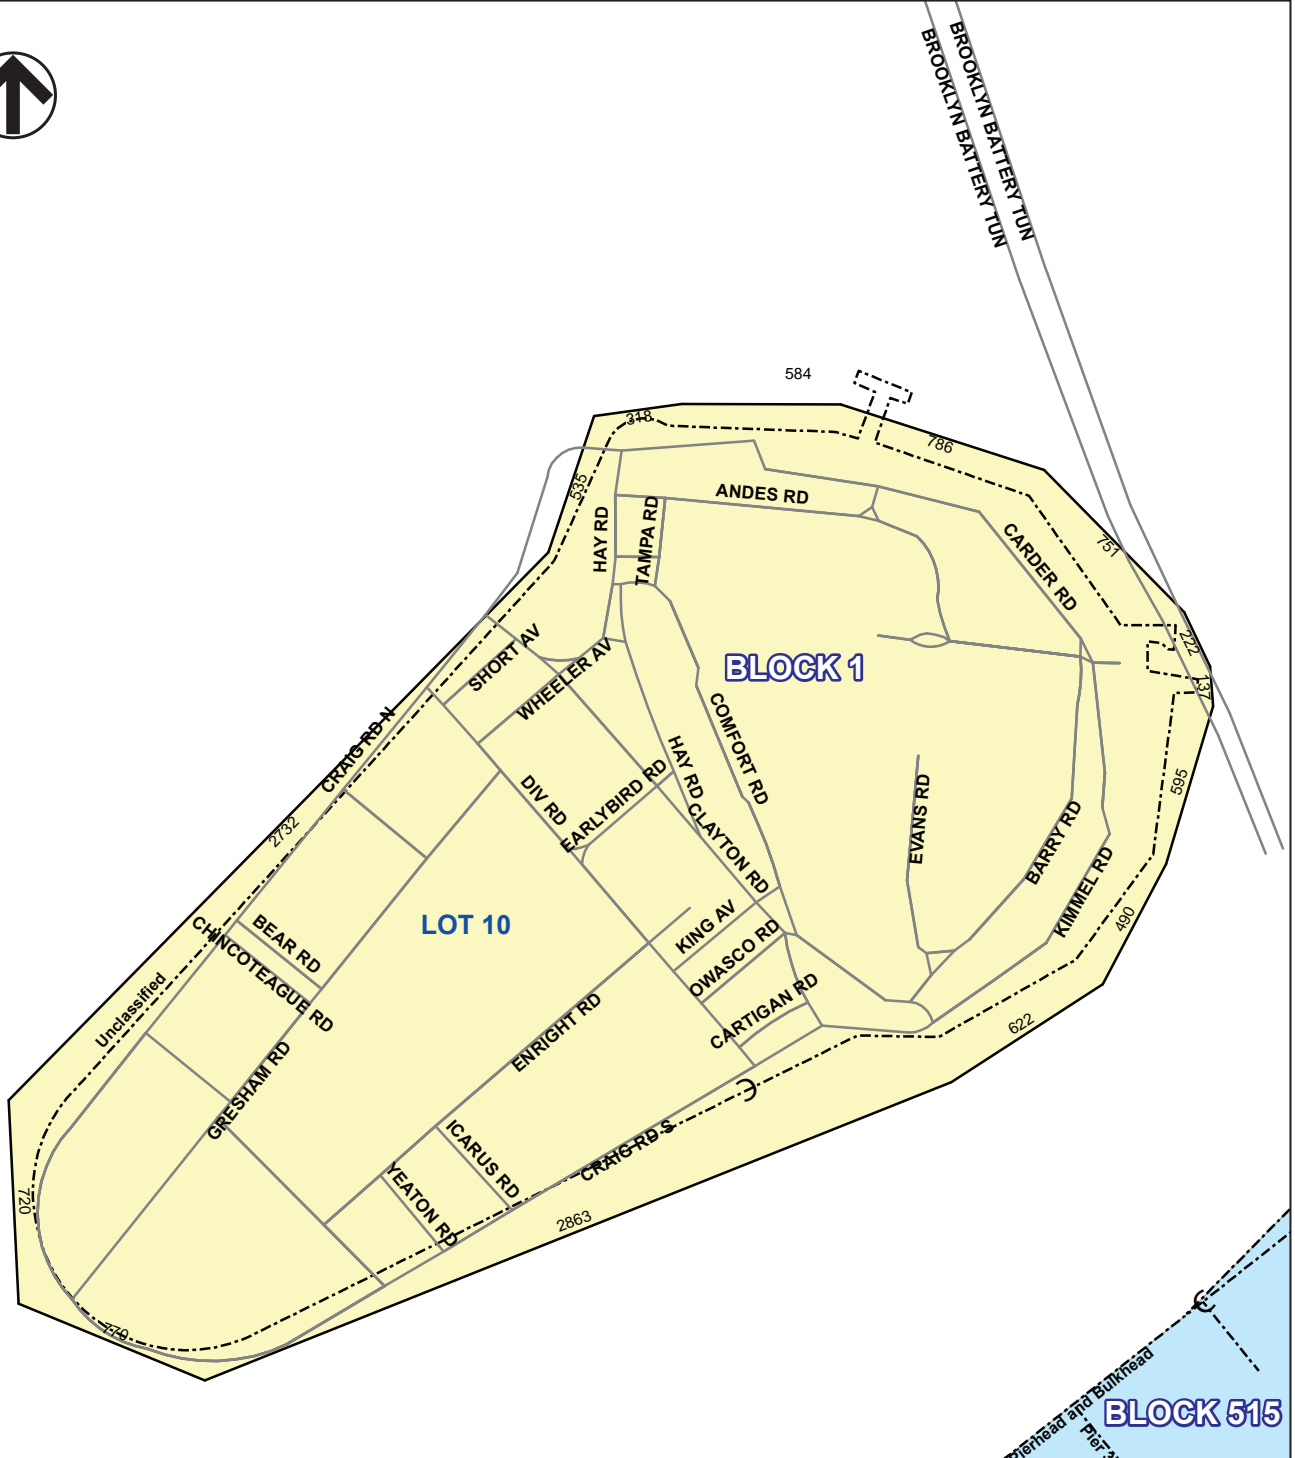 BROOKLYN BATTERY TUN
BROOKLYN BATTERY TUN
584
318
786
535
ANDES RD
HAY RD
TAMPA RD
CARDER RD
751
222
137
SHORT AV
WHEELER AV
BLOCK 1
CRAIG RD N
COMFORT RD
HAY RD
DIV RD
EARLYBIRD RD
CLAYTON RD
EVANS RD
BARRY RD
KIMMEL RD
595
490
2732
LOT 10
BEAR RD
CHINCOTEAGUE RD
KING AV
OWASCO RD
CARTIGAN RD
Unclassified
ENRIGHT RD
622
GRESHAM RD
ICARUS RD
CRAIG RD S
YEATON RD
720
2863
770
Pierhead and Bulkhead
BLOCK 515
Pier